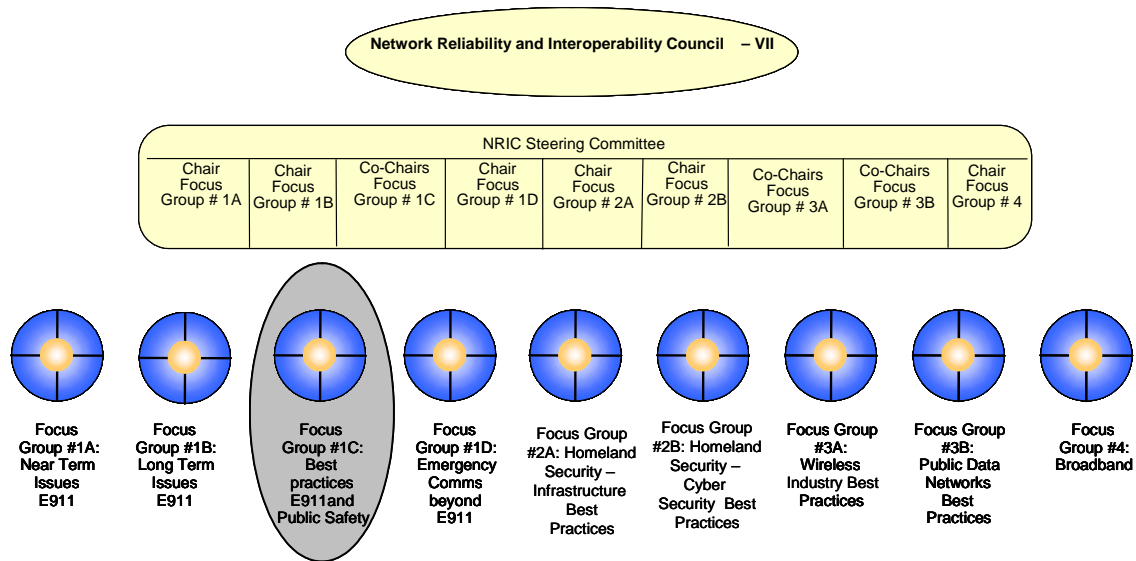 Network Reliability and Interoperability Council – VII
NRIC Steering Committee
Chair
Focus
Group # 1A
Chair
Focus
Group # 1B
Co-Chairs
Focus
Group # 1C
Chair
Focus
Group # 1D
Chair
Focus
Group # 2A
Chair
Focus
Group # 2B
Co-Chairs
Focus
Group # 3A
Co-Chairs
Focus
Group # 3B
Chair
Focus
Group # 4
Focus
Group #1A:
Near Term
Issues
E911
Focus
Group #1B:
Long Term
Issues
E911
Focus
Group #1C:
Best
practices
E911and
Public Safety
Focus
Group #1D:
Emergency
Comms
beyond
E911
Focus Group
#2A: Homeland
Security –
Infrastructure
Best
Practices
Focus Group
#2B: Homeland
Security –
Cyber
Security Best
Practices
Focus Group
#3A:
Wireless
Industry Best
Practices
Focus Group
#3B:
Public Data
Networks
Best
Practices
Focus
Group #4:
Broadband